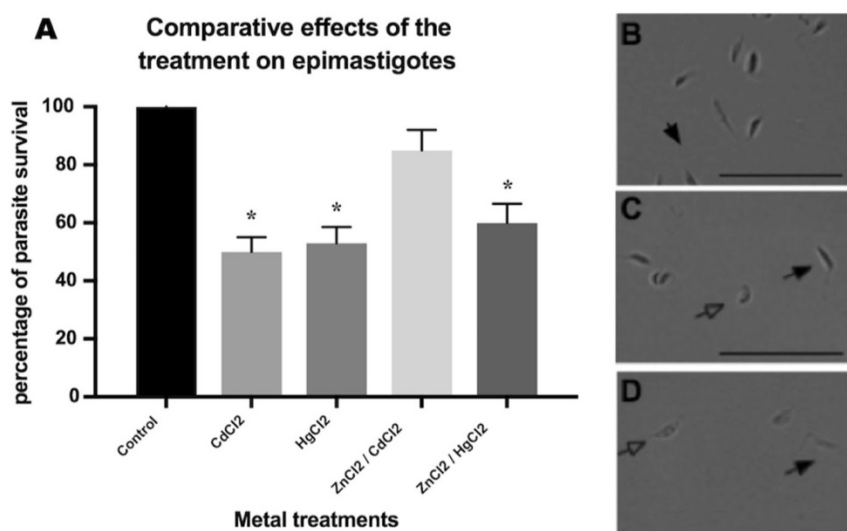 A
Comparative effects of the
treatment on epimastigotes
percentage of parasite survival
100
80
60
40
20
0
*
*
*
Control
CdCl2
HgCl2
ZnCl2 / CdCl2
ZnCl2 / HgCl2
Metal treatments
B
C
D